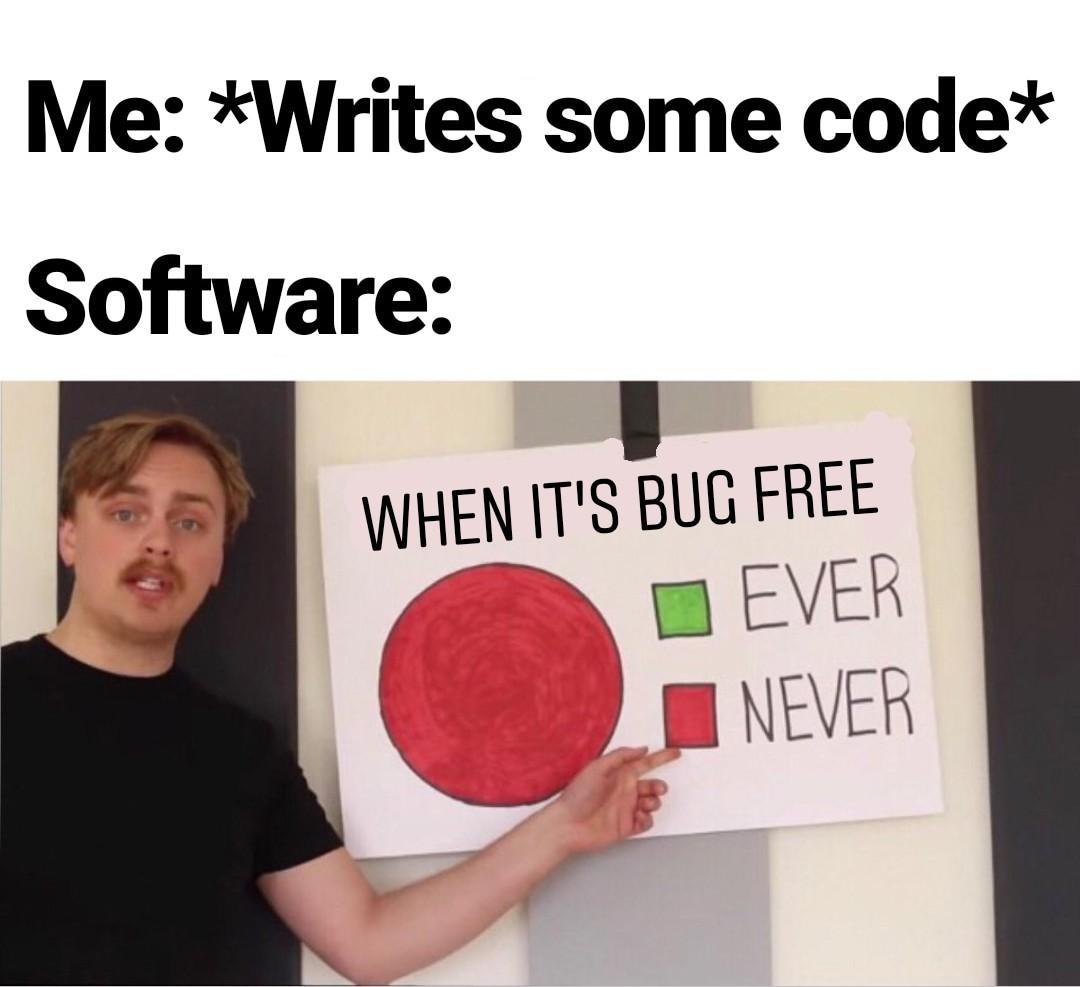 Me: *Writes some code*
Software:
WHEN IT'S BUG FREE
EVER
NEVER